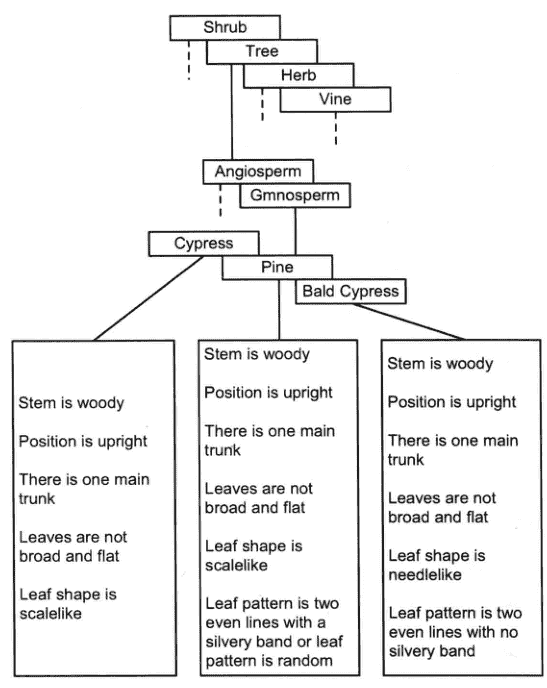 Shrub
Tree
Herb
Vine
Angiosperm
Gmnosperm
Cypress
Pine
Bald Cypress
Stem is woody
Position is upright
There is one main
trunk
Leaves are not
broad and flat
Leaf shape is
scalelike
Stem is woody
Position is upright
There is one main
trunk
Leaves are not
broad and flat
Leaf shape is
scalelike
Leaf pattern is two
even lines with a
silvery band or leaf
pattern is random
Stem is woody
Position is upright
There is one main
trunk
Leaves are not
broad and flat
Leaf shape is
needlelike
Leaf pattern is two
even lines with no
silvery band